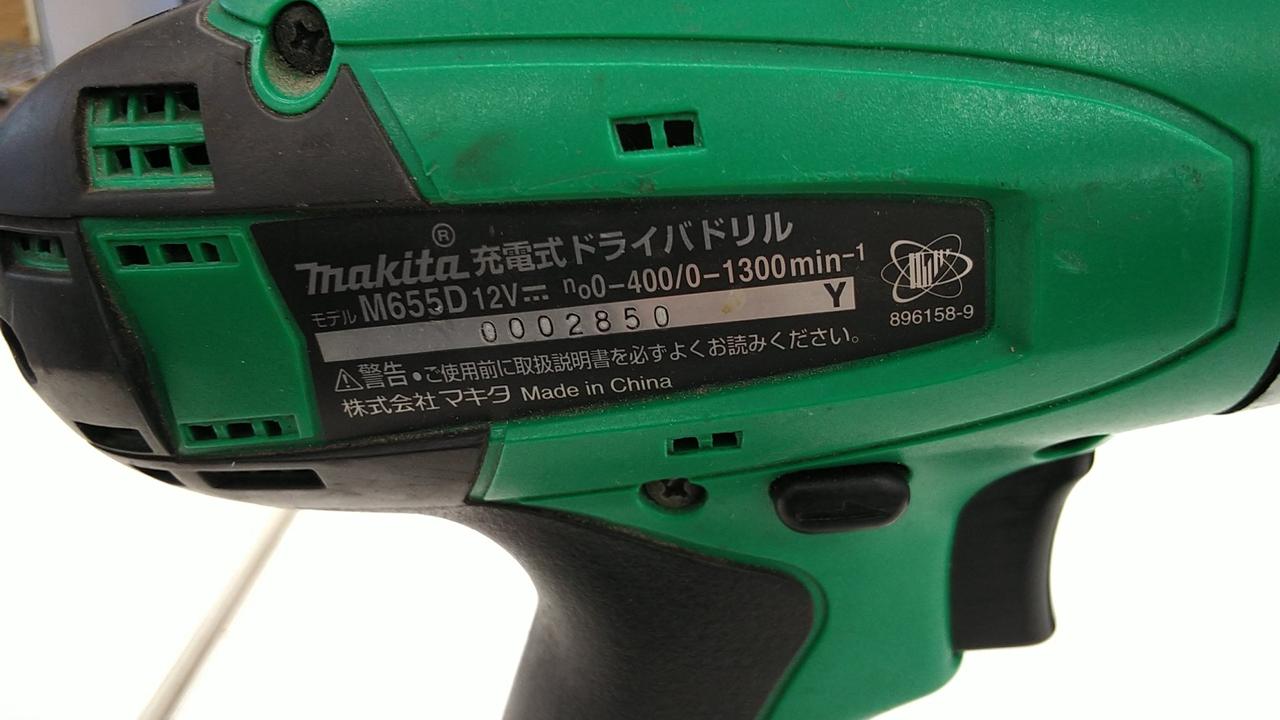 makita® 充電式ドライバドリル
モデル M655D 12V⎓ n₀0−400/0−1300min⁻¹
0002850 Y
896158-9
⚠警告●ご使用前に取扱説明書を必ずよくお読みください。
株式会社マキタ Made in China